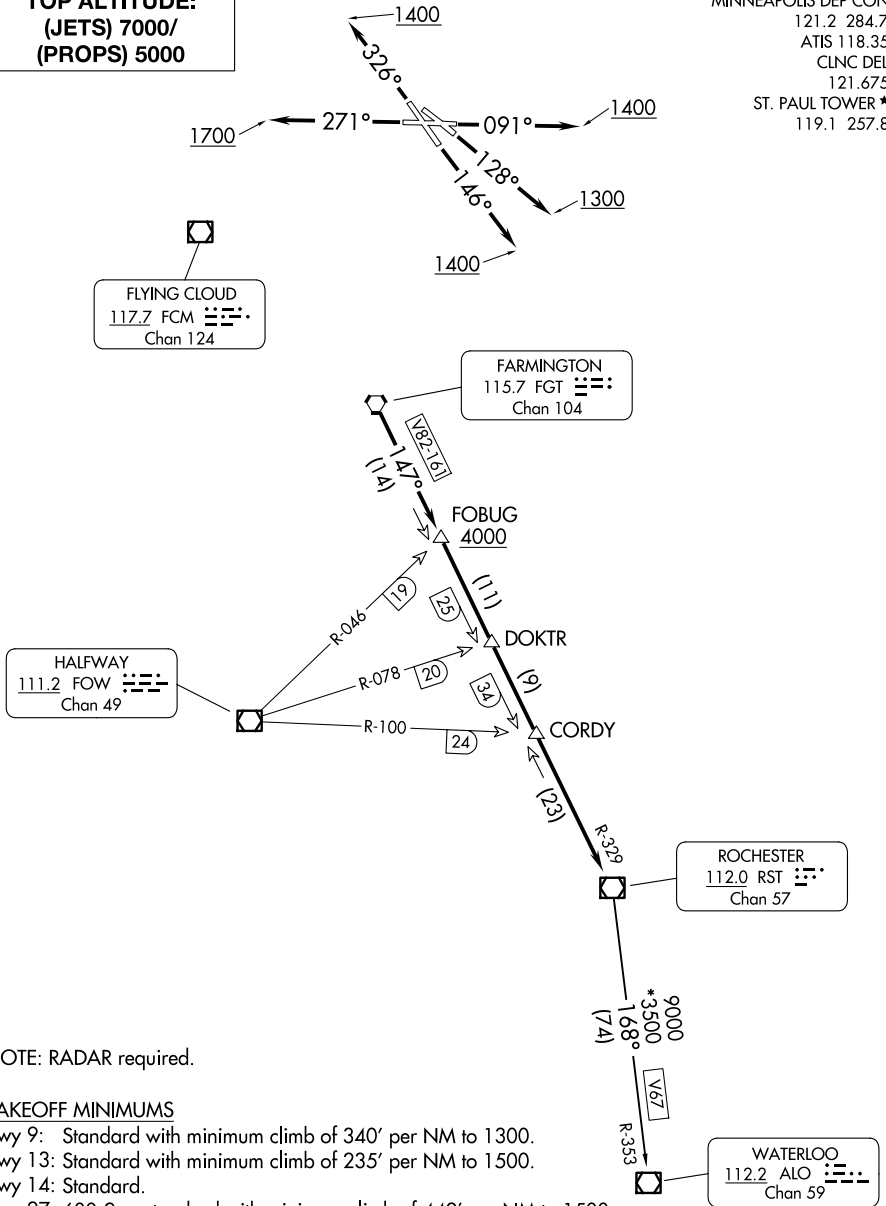 TOP ALTITUDE:
(JETS) 7000/
(PROPS) 5000
MINNEAPOLIS DEP CON
121.2 284.7
ATIS 118.35
CLNC DEL
121.675
ST. PAUL TOWER ★
119.1 257.8
1400
326°
1700
271°
091°
1400
128°
1300
146°
1400
FLYING CLOUD
117.7 FCM
Chan 124
FARMINGTON
115.7 FGT
Chan 104
V82-161
147°
(14)
FOBUG
4000
(11)
R-046
19
25
DOKTR
HALFWAY
111.2 FOW
Chan 49
R-078
20
(9)
34
R-100
24
CORDY
(23)
R-329
ROCHESTER
112.0 RST
Chan 57
9000
*3500
168°
(74)
V67
R-353
WATERLOO
112.2 ALO
Chan 59
OTE: RADAR required.
AKEOFF MINIMUMS
wy 9: Standard with minimum climb of 340' per NM to 1300.
wy 13: Standard with minimum climb of 235' per NM to 1500.
wy 14: Standard.